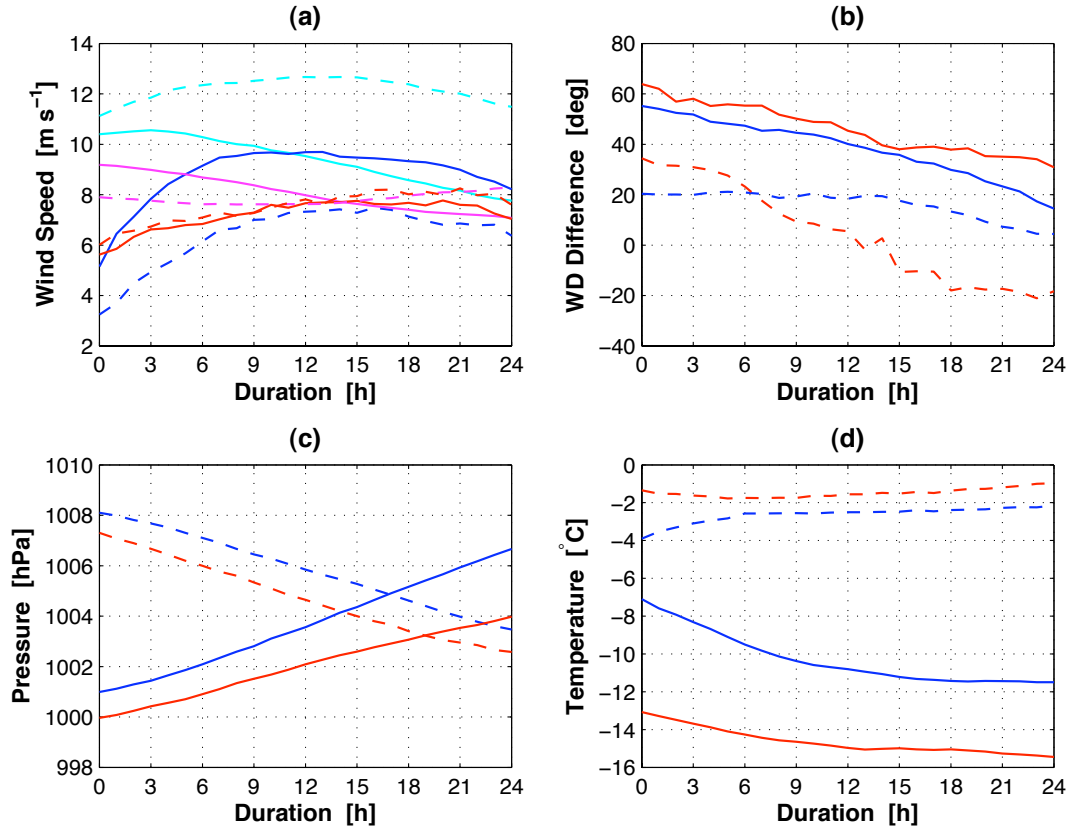 (a)
14
12
10
8
6
4
2
Wind Speed [m s⁻¹]
0 3 6 9 12 15 18 21 24
Duration [h]
(b)
80
60
40
20
0
−20
−40
WD Difference [deg]
0 3 6 9 12 15 18 21 24
Duration [h]
(c)
1010
1008
1006
1004
1002
1000
998
Pressure [hPa]
0 3 6 9 12 15 18 21 24
Duration [h]
(d)
0
−2
−4
−6
−8
−10
−12
−14
−16
Temperature [°C]
0 3 6 9 12 15 18 21 24
Duration [h]